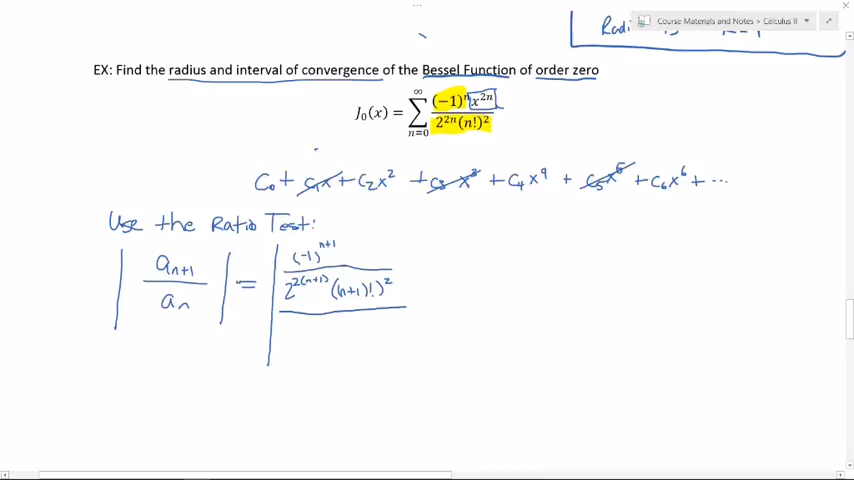 Course Materials and Notes > Calculus II
EX: Find the radius and interval of convergence of the Bessel Function of order zero
J₀(x) = ∑_{n=0}^{∞} (-1)ⁿ x²ⁿ / 2²ⁿ(n!)²
C₀ + C₁x + C₂x² + C₃x³ + C₄x⁴ + C₅x⁵ + C₆x⁶ + ...
Use the Ratio Test:
| aₙ₊₁ / aₙ | = | (-1)ⁿ⁺¹ / 2²⁽ⁿ⁺¹⁾ ((n+1)!)²